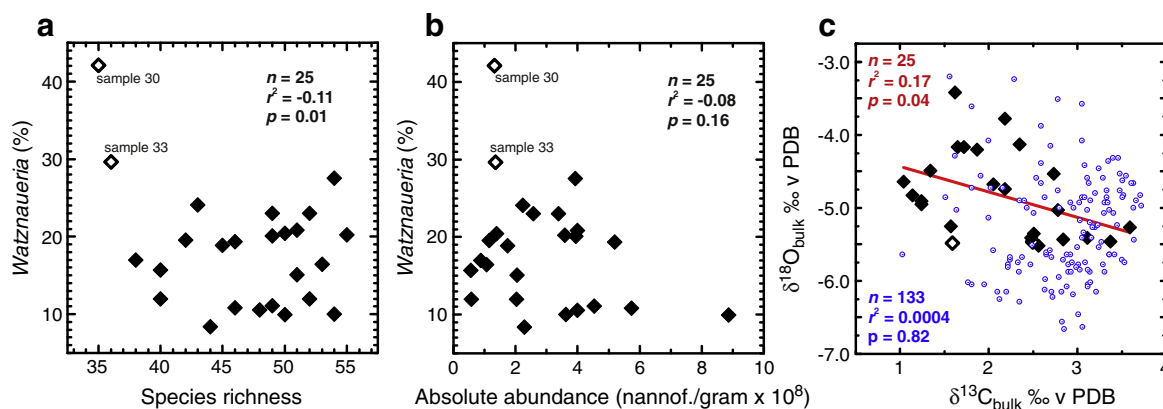 a
Watznaueria (%)
40
30
20
10
sample 30
sample 33
n = 25
r² = -0.11
p = 0.01
35 40 45 50 55
Species richness
b
Watznaueria (%)
40
30
20
10
sample 30
sample 33
n = 25
r² = -0.08
p = 0.16
0 2 4 6 8 10
Absolute abundance (nannof./gram x 10⁸)
c
δ¹⁸O bulk ‰ v PDB
-3.0
-4.0
-5.0
-6.0
-7.0
n = 25
r² = 0.17
p = 0.04
n = 133
r² = 0.0004
p = 0.82
1 2 3 4
δ¹³C bulk ‰ v PDB